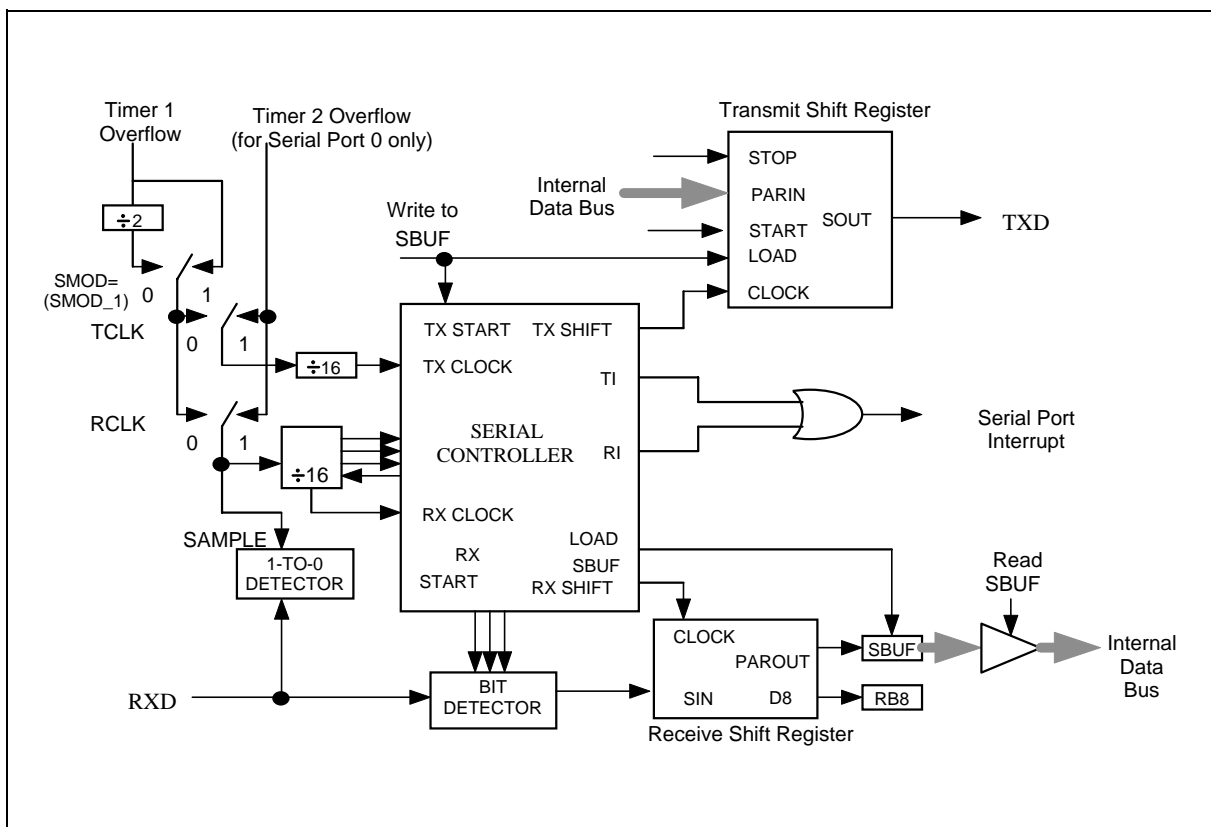 Timer 1
Overflow
Timer 2 Overflow
(for Serial Port 0 only)
÷2
SMOD=
(SMOD_1)
0
1
TCLK
0
1
÷16
RCLK
0
1
÷16
SAMPLE
1-TO-0
DETECTOR
RXD
Write to
SBUF
TX START
TX SHIFT
TX CLOCK
TI
SERIAL
CONTROLLER
RI
RX CLOCK
LOAD
SBUF
RX
START
RX SHIFT
BIT
DETECTOR
Transmit Shift Register
Internal
Data Bus
STOP
PARIN
SOUT
START
LOAD
CLOCK
TXD
Serial Port
Interrupt
CLOCK
PAROUT
SIN
D8
Receive Shift Register
SBUF
RB8
Read
SBUF
Internal
Data
Bus